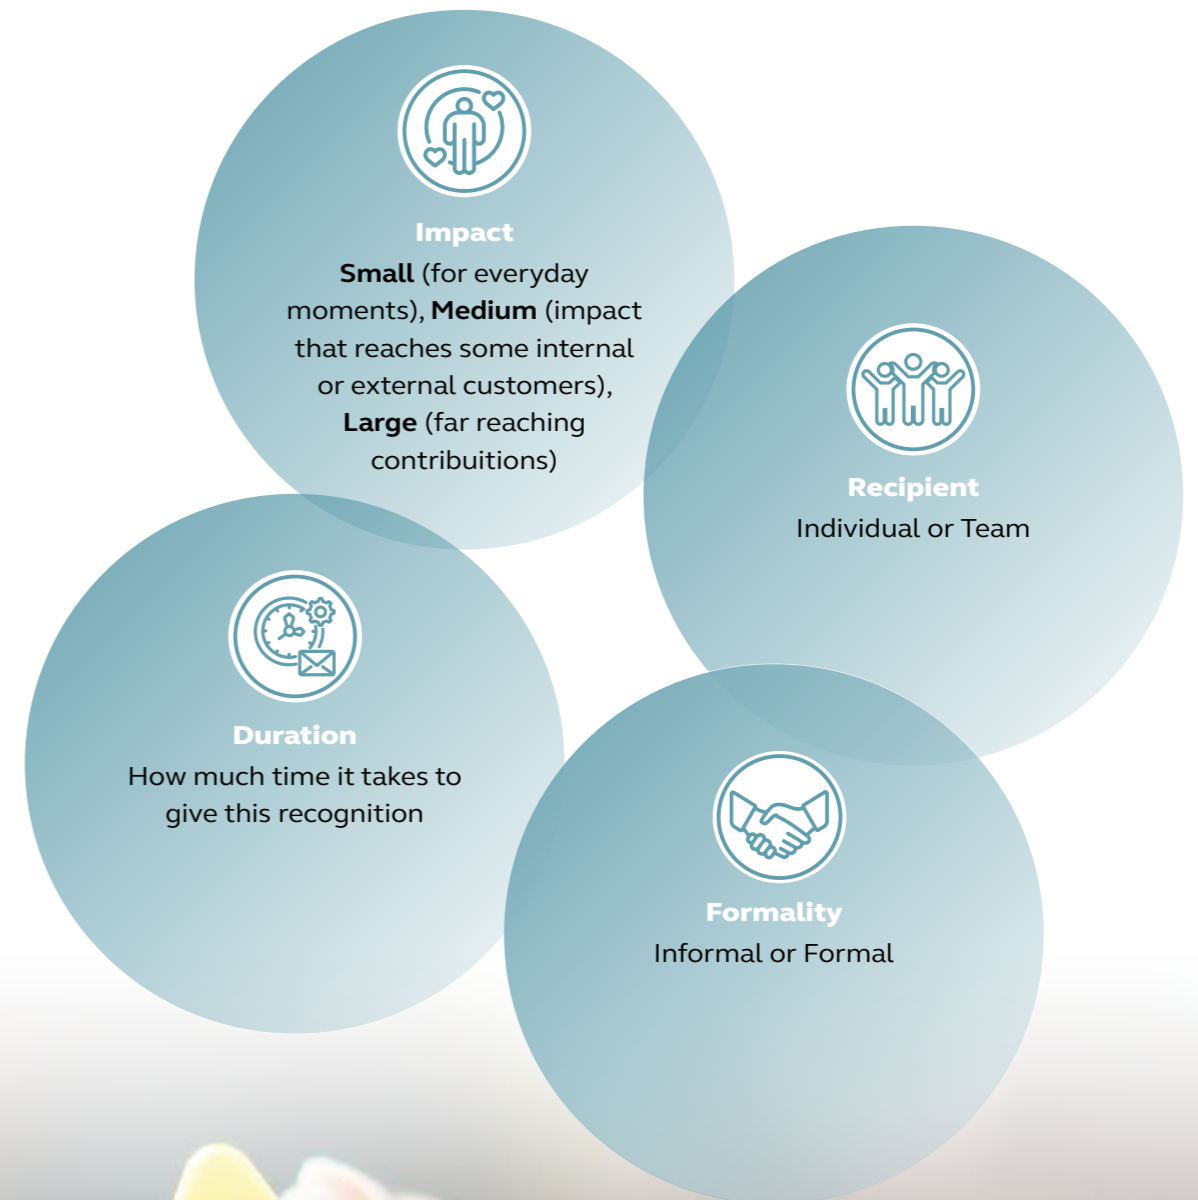 Impact
Small (for everyday
moments), Medium (impact
that reaches some internal
or external customers),
Large (far reaching
contribuitions)
Recipient
Individual or Team
Duration
How much time it takes to
give this recognition
Formality
Informal or Formal